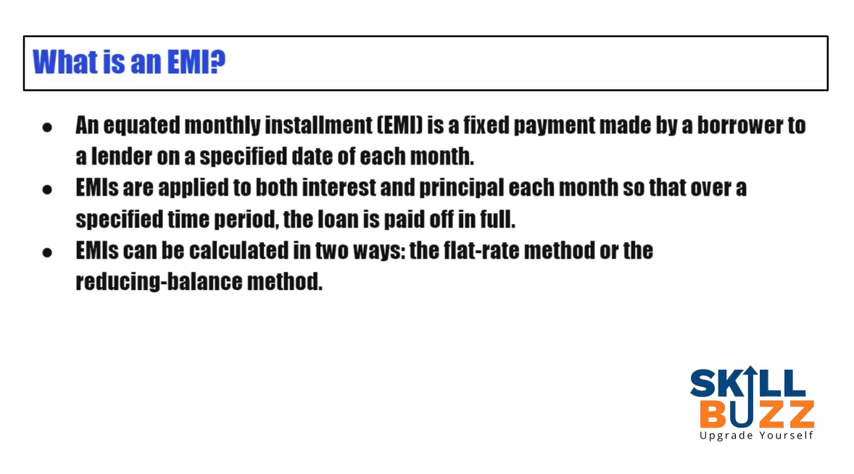 What is an EMI?
● An equated monthly installment (EMI) is a fixed payment made by a borrower to
a lender on a specified date of each month.
● EMIs are applied to both interest and principal each month so that over a
specified time period, the loan is paid off in full.
● EMIs can be calculated in two ways: the flat-rate method or the
reducing-balance method.
SKILL
BUZZ
Upgrade Yourself